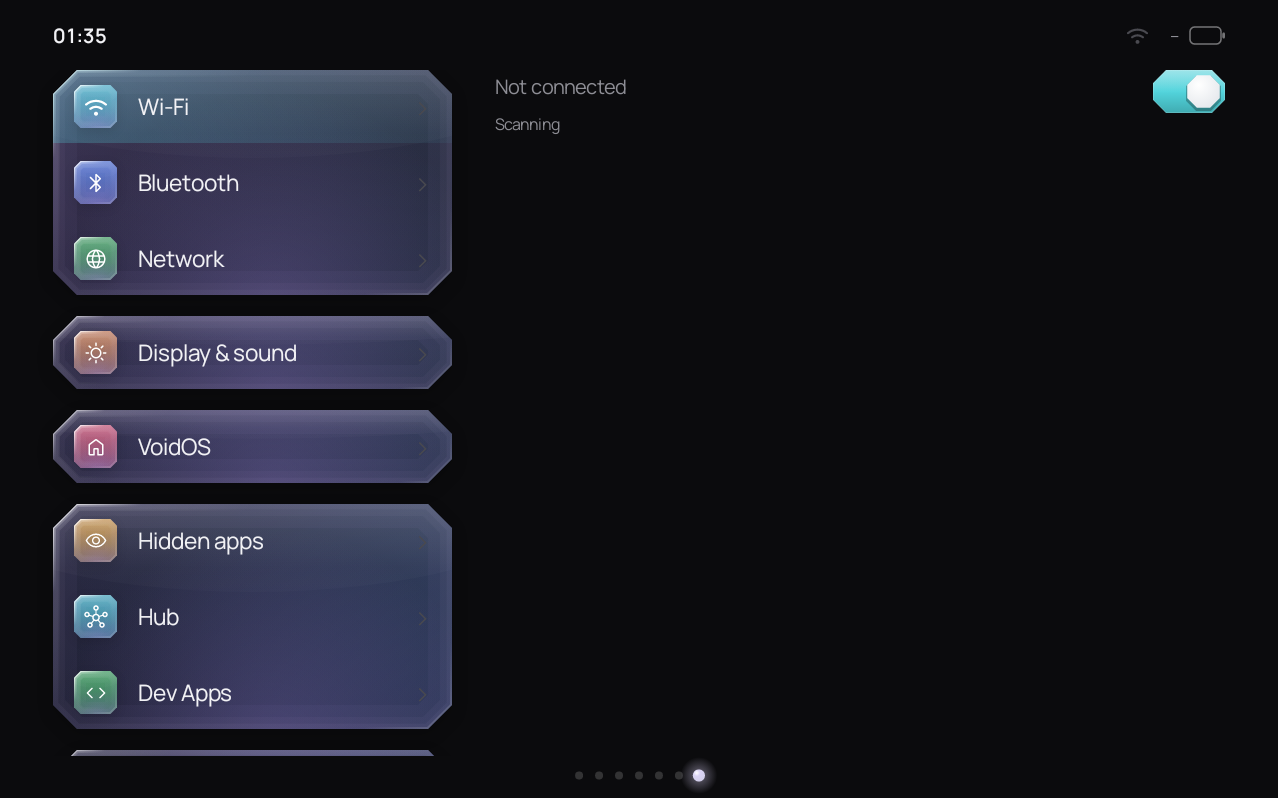 01:35
–
Wi-Fi
Not connected
Scanning
Bluetooth
Network
Display & sound
VoidOS
Hidden apps
Hub
Dev Apps